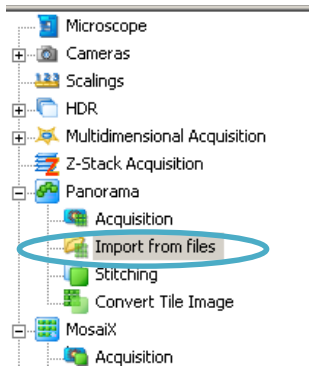 Microscope
Cameras
Scalings
HDR
Multidimensional Acquisition
Z-Stack Acquisition
Panorama
Acquisition
Import from files
Stitching
Convert Tile Image
MosaiX
Acquisition